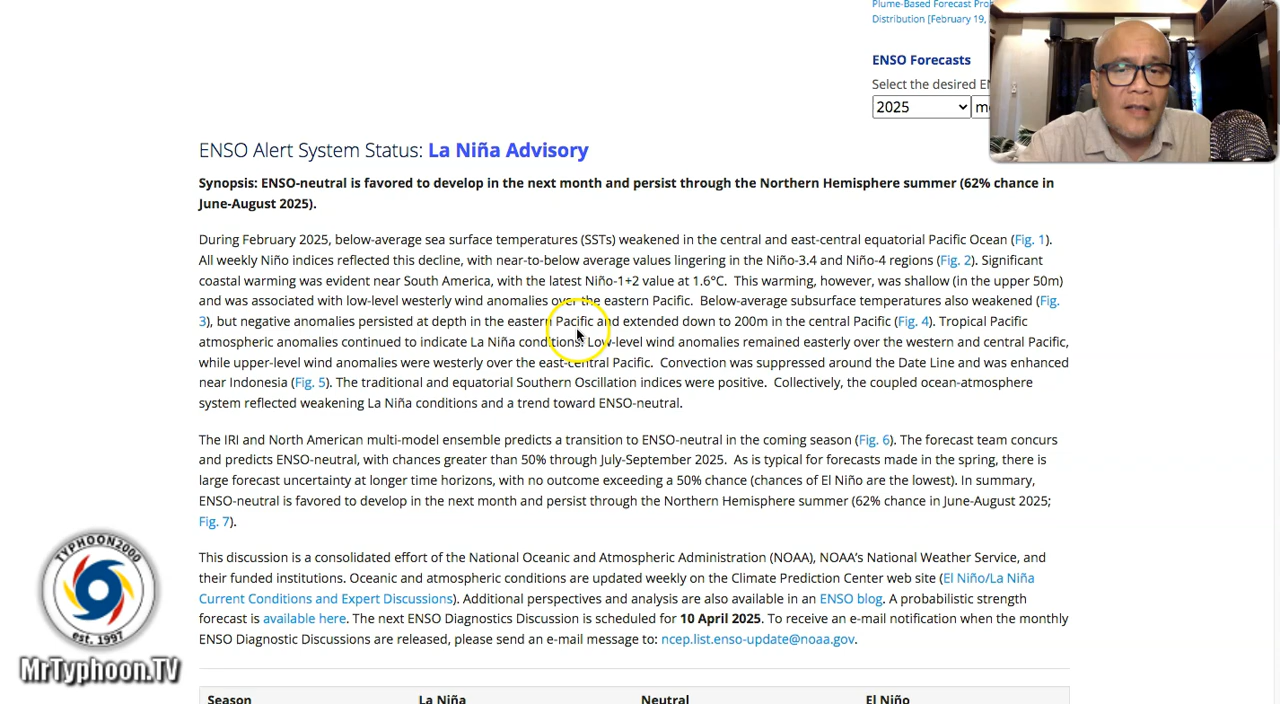 Plume-Based Forecast Pro
Distribution [February 19,
ENSO Forecasts
Select the desired EN
2025
m
ENSO Alert System Status: La Niña Advisory
Synopsis: ENSO-neutral is favored to develop in the next month and persist through the Northern Hemisphere summer (62% chance in
June-August 2025).
During February 2025, below-average sea surface temperatures (SSTs) weakened in the central and east-central equatorial Pacific Ocean (Fig. 1).
All weekly Niño indices reflected this decline, with near-to-below average values lingering in the Niño-3.4 and Niño-4 regions (Fig. 2). Significant
coastal warming was evident near South America, with the latest Niño-1+2 value at 1.6°C. This warming, however, was shallow (in the upper 50m)
and was associated with low-level westerly wind anomalies over the eastern Pacific. Below-average subsurface temperatures also weakened (Fig.
3), but negative anomalies persisted at depth in the eastern Pacific and extended down to 200m in the central Pacific (Fig. 4). Tropical Pacific
atmospheric anomalies continued to indicate La Niña conditions. Low-level wind anomalies remained easterly over the western and central Pacific,
while upper-level wind anomalies were westerly over the east-central Pacific. Convection was suppressed around the Date Line and was enhanced
near Indonesia (Fig. 5). The traditional and equatorial Southern Oscillation indices were positive. Collectively, the coupled ocean-atmosphere
system reflected weakening La Niña conditions and a trend toward ENSO-neutral.
The IRI and North American multi-model ensemble predicts a transition to ENSO-neutral in the coming season (Fig. 6). The forecast team concurs
and predicts ENSO-neutral, with chances greater than 50% through July-September 2025. As is typical for forecasts made in the spring, there is
large forecast uncertainty at longer time horizons, with no outcome exceeding a 50% chance (chances of El Niño are the lowest). In summary,
ENSO-neutral is favored to develop in the next month and persist through the Northern Hemisphere summer (62% chance in June-August 2025;
Fig. 7).
This discussion is a consolidated effort of the National Oceanic and Atmospheric Administration (NOAA), NOAA's National Weather Service, and
their funded institutions. Oceanic and atmospheric conditions are updated weekly on the Climate Prediction Center web site (El Niño/La Niña
Current Conditions and Expert Discussions). Additional perspectives and analysis are also available in an ENSO blog. A probabilistic strength
forecast is available here. The next ENSO Diagnostics Discussion is scheduled for 10 April 2025. To receive an e-mail notification when the monthly
ENSO Diagnostic Discussions are released, please send an e-mail message to: ncep.list.enso-update@noaa.gov.
TYPHOON2000
est. 1997
MrTyphoon.TV
Season La Niña Neutral El Niño